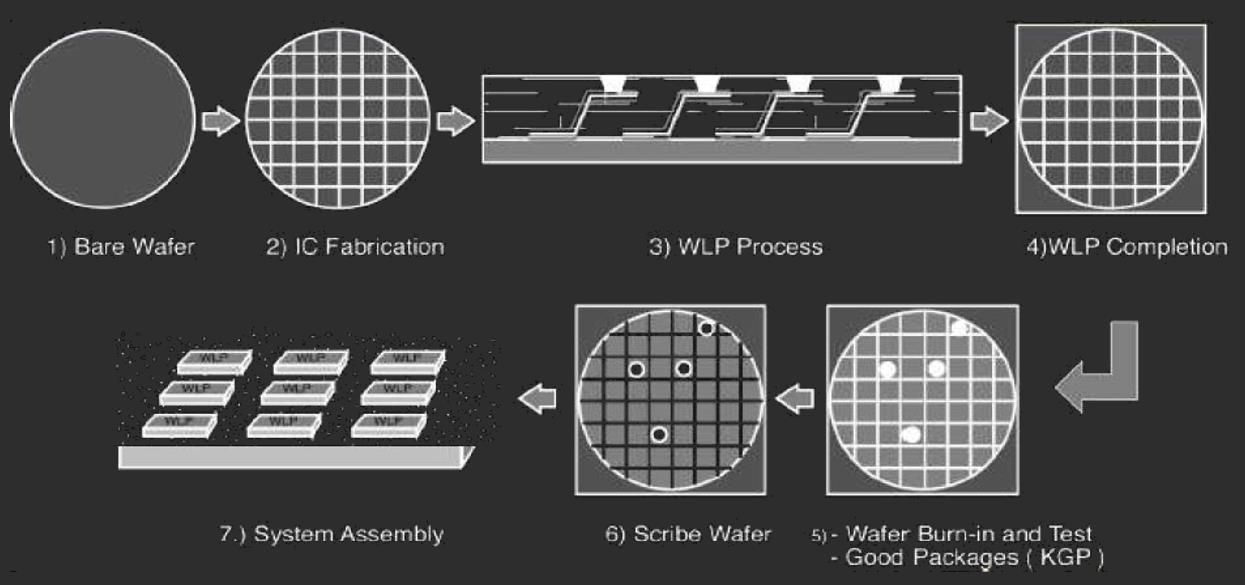 1) Bare Wafer
2) IC Fabrication
3) WLP Process
4)WLP Completion
WLP WLP WLP
WLP WLP WLP
WLP WLP WLP
7.) System Assembly
6) Scribe Wafer
5) - Wafer Burn-in and Test
- Good Packages ( KGP )